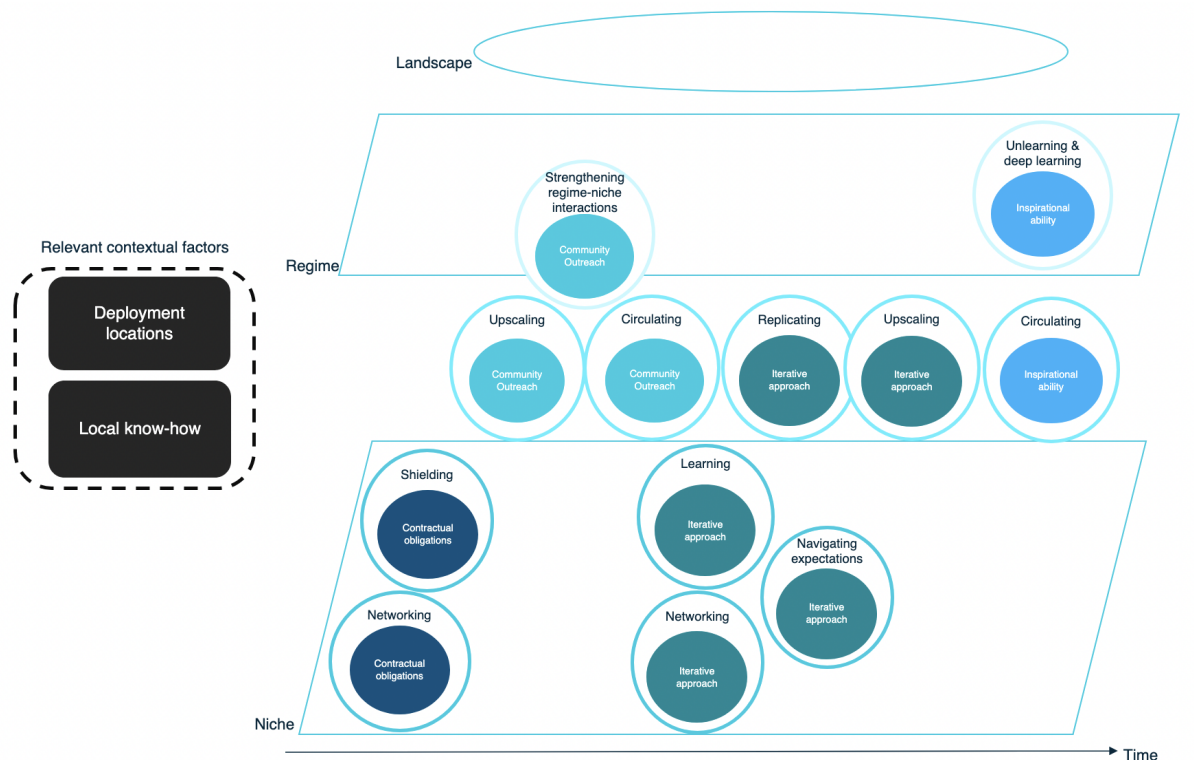 Landscape
Unlearning &
deep learning
Inspirational
ability
Strengthening
regime-niche
interactions
Community
Outreach
Relevant contextual factors
Regime
Deployment
locations
Local know-how
Upscaling
Community
Outreach
Circulating
Community
Outreach
Replicating
Iterative
approach
Upscaling
Iterative
approach
Circulating
Inspirational
ability
Shielding
Contractual
obligations
Learning
Iterative
approach
Navigating
expectations
Iterative
approach
Networking
Contractual
obligations
Networking
Iterative
approach
Niche
Time